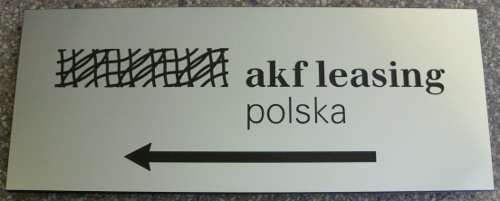 akf leasing
polska